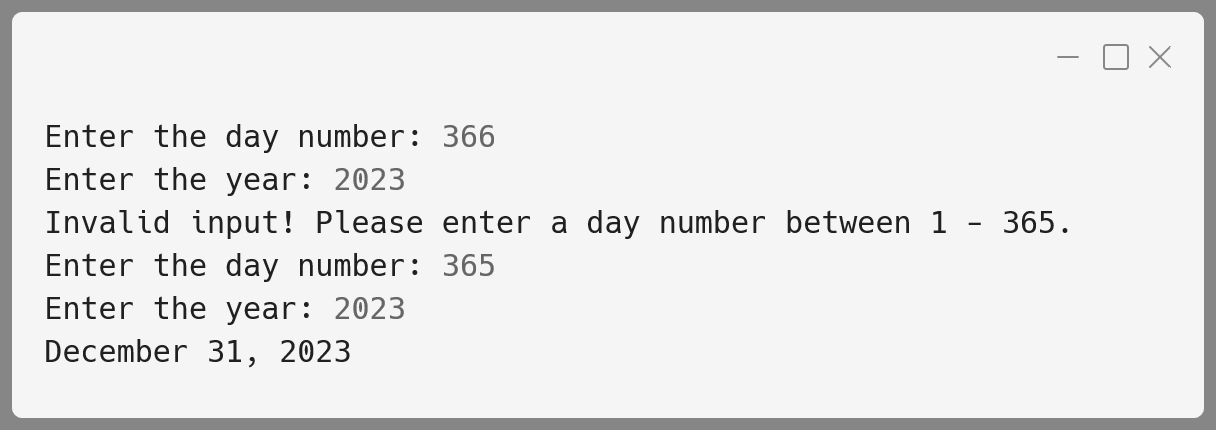 Enter the day number: 366
Enter the year: 2023
Invalid input! Please enter a day number between 1 - 365.
Enter the day number: 365
Enter the year: 2023
December 31, 2023